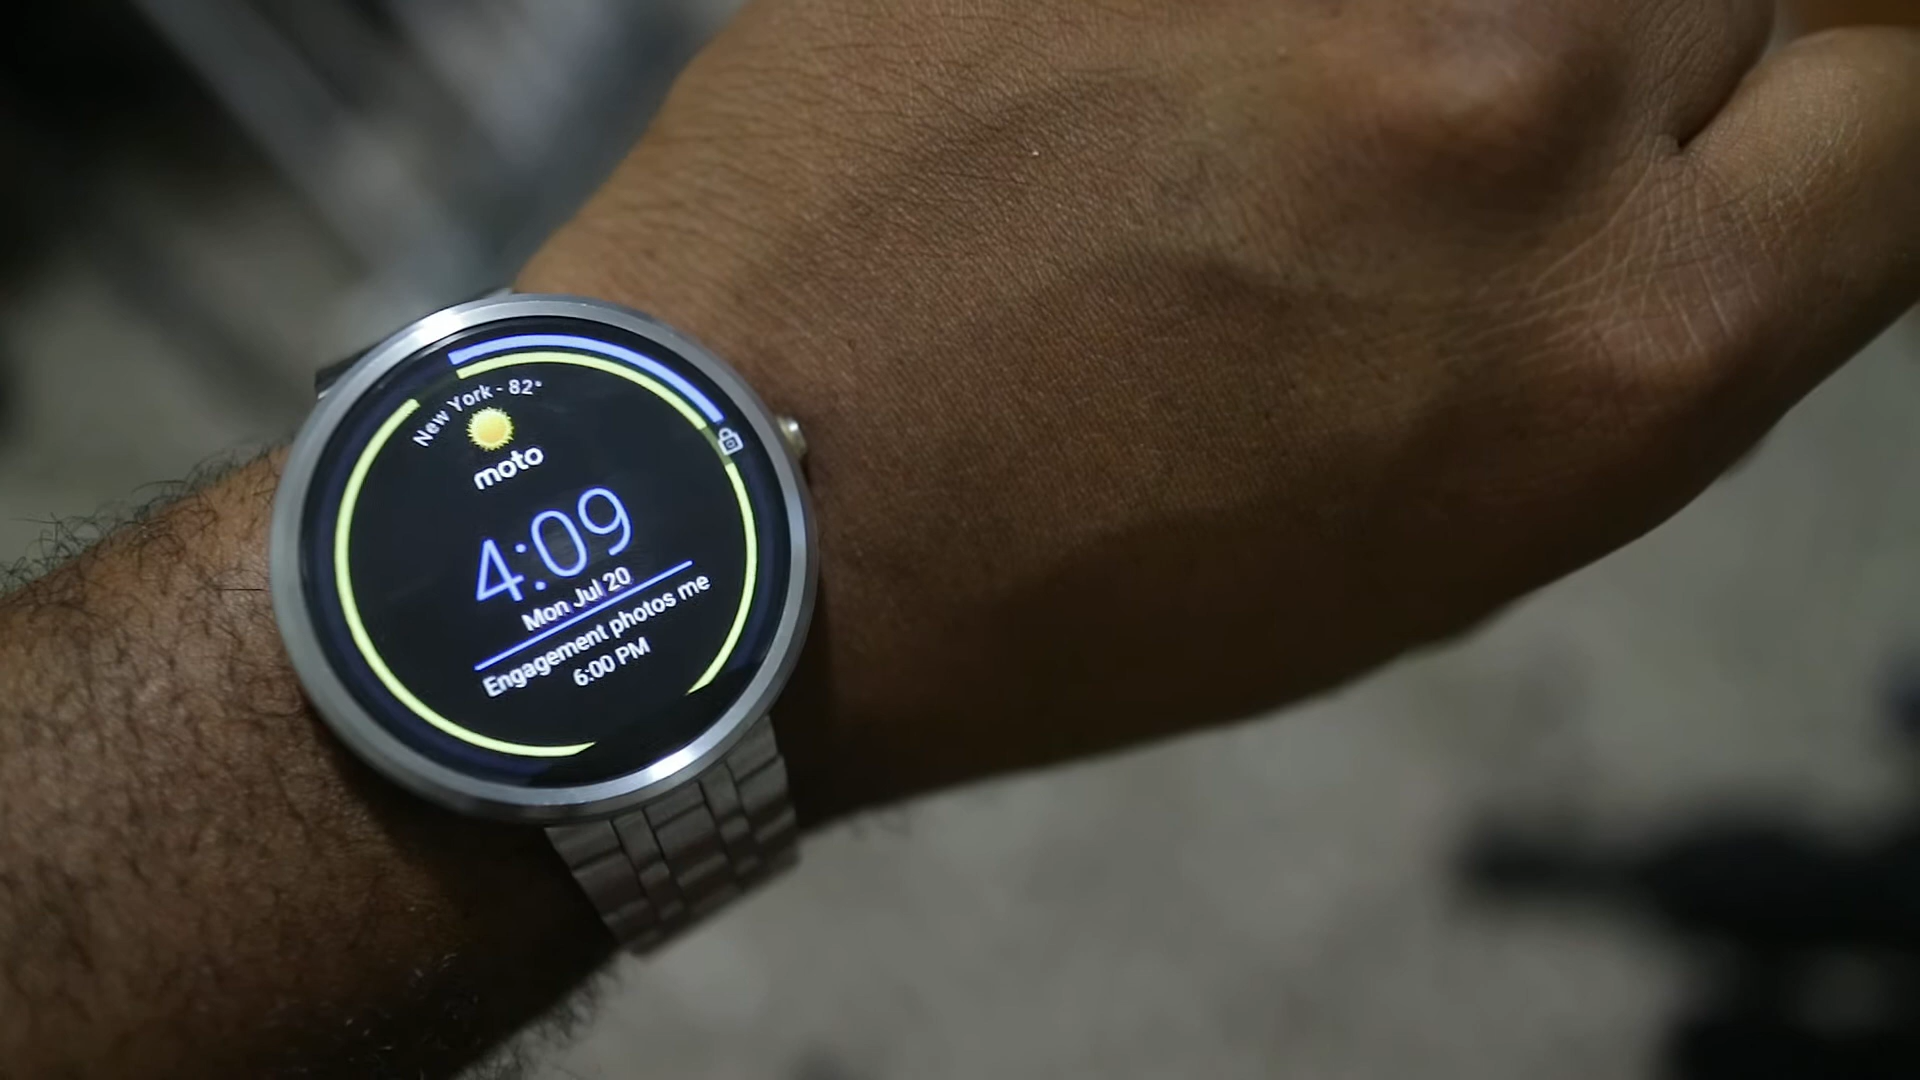 New York - 82°
moto
4:09
Mon Jul 20
Engagement photos me
6:00 PM